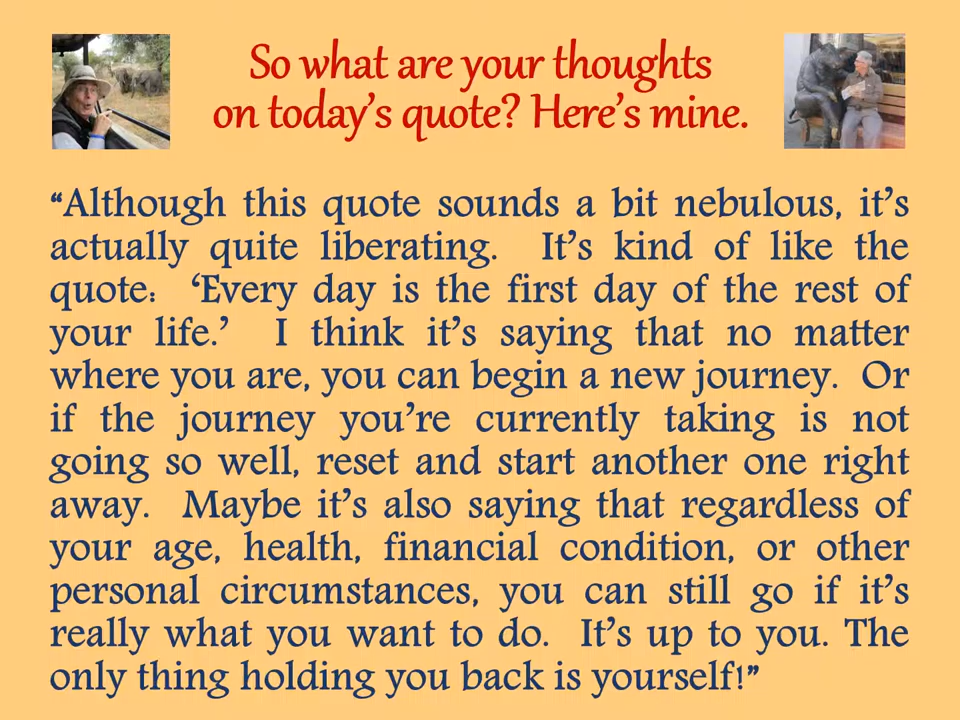 So what are your thoughts
on today’s quote? Here’s mine.
“Although this quote sounds a bit nebulous, it’s
actually quite liberating.  It’s kind of like the
quote:  ‘Every day is the first day of the rest of
your life.’  I think it’s saying that no matter
where you are, you can begin a new journey.  Or
if the journey you’re currently taking is not
going so well, reset and start another one right
away.  Maybe it’s also saying that regardless of
your age, health, financial condition, or other
personal circumstances, you can still go if it’s
really what you want to do.  It’s up to you. The
only thing holding you back is yourself!”